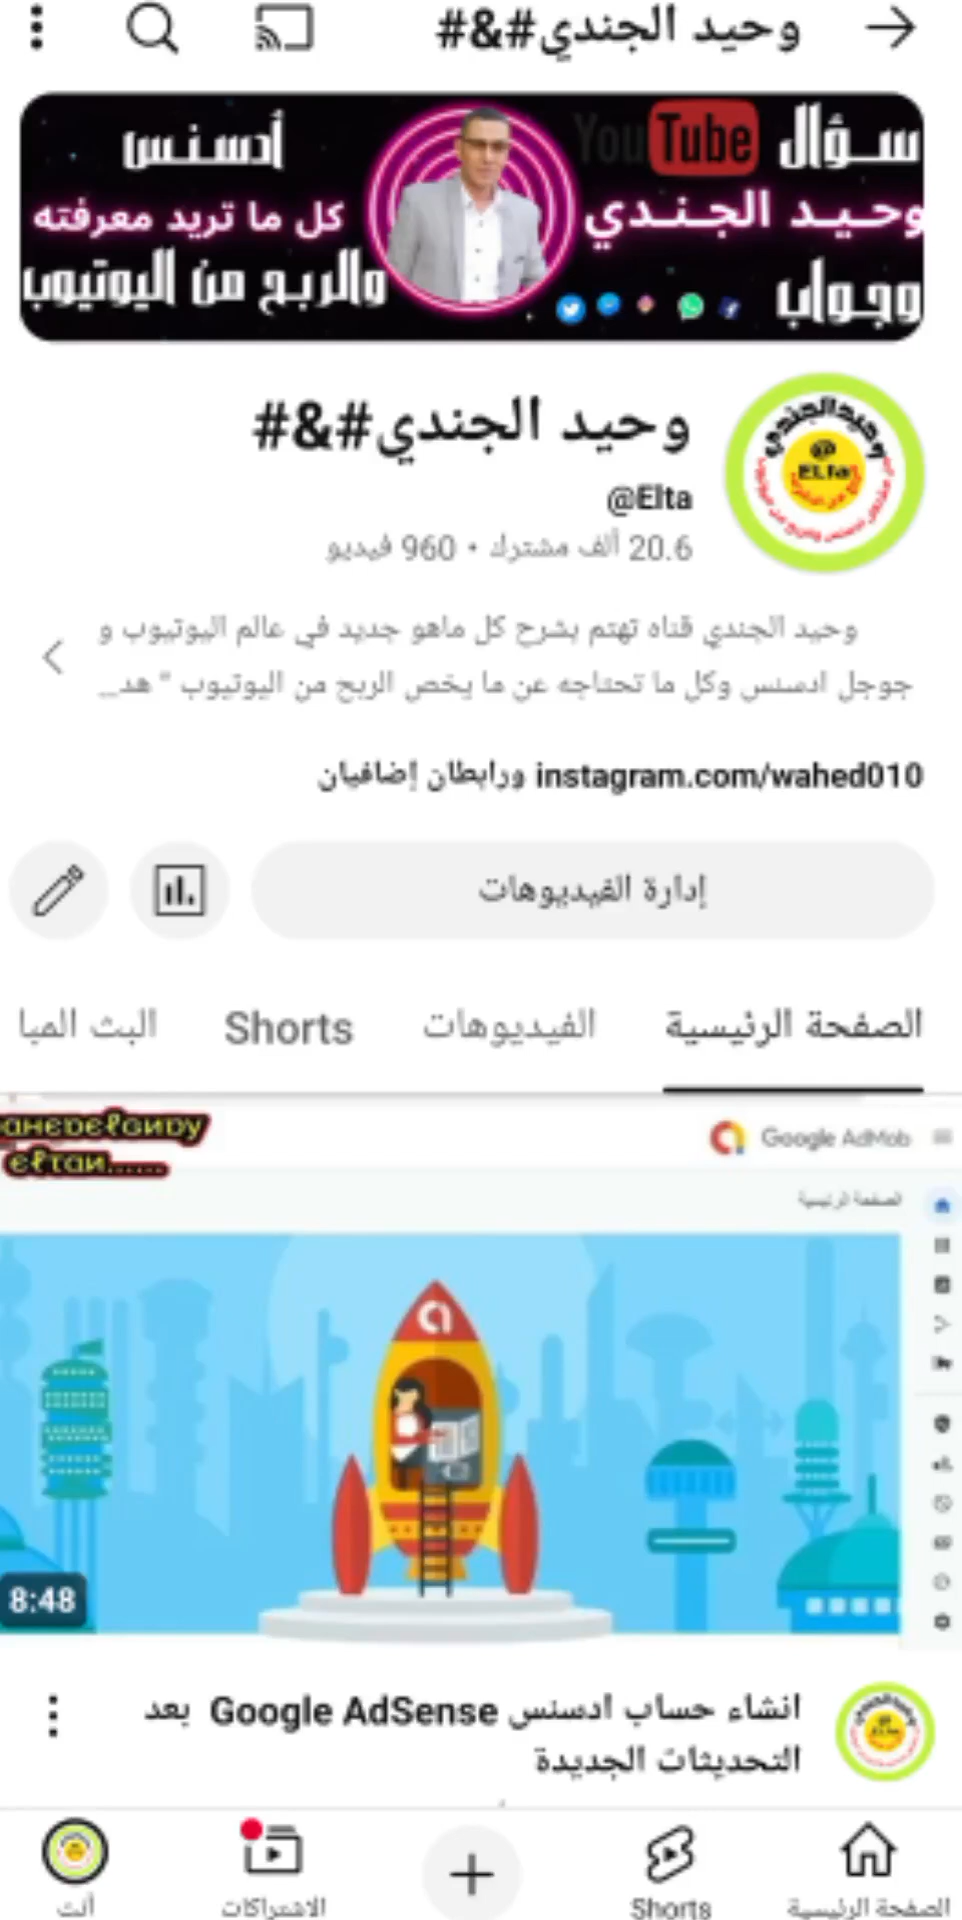 وحيد الجندي#&#
سؤال YouTube أدسنس
وحيد الجندي كل ما تريد معرفته
وجواب والربح من اليوتيوب
وحيد الجندي#&#
@Elta
20.6 ألف مشترك • 960 فيديو
وحيد الجندي قناه تهتم بشرح كل ماهو جديد في عالم اليوتيوب و
جوجل ادسنس وكل ما تحتاجه عن ما يخص الربح من اليوتيوب " هد...
instagram.com/wahed010 ورابطان إضافيان
إدارة الفيديوهات
الصفحة الرئيسية الفيديوهات Shorts البث المبا
Google AdMob
الصفحة الرئيسية
8:48
انشاء حساب ادسنس Google AdSense بعد
التحديثات الجديدة
الصفحة الرئيسية Shorts الاشتراكات أنت